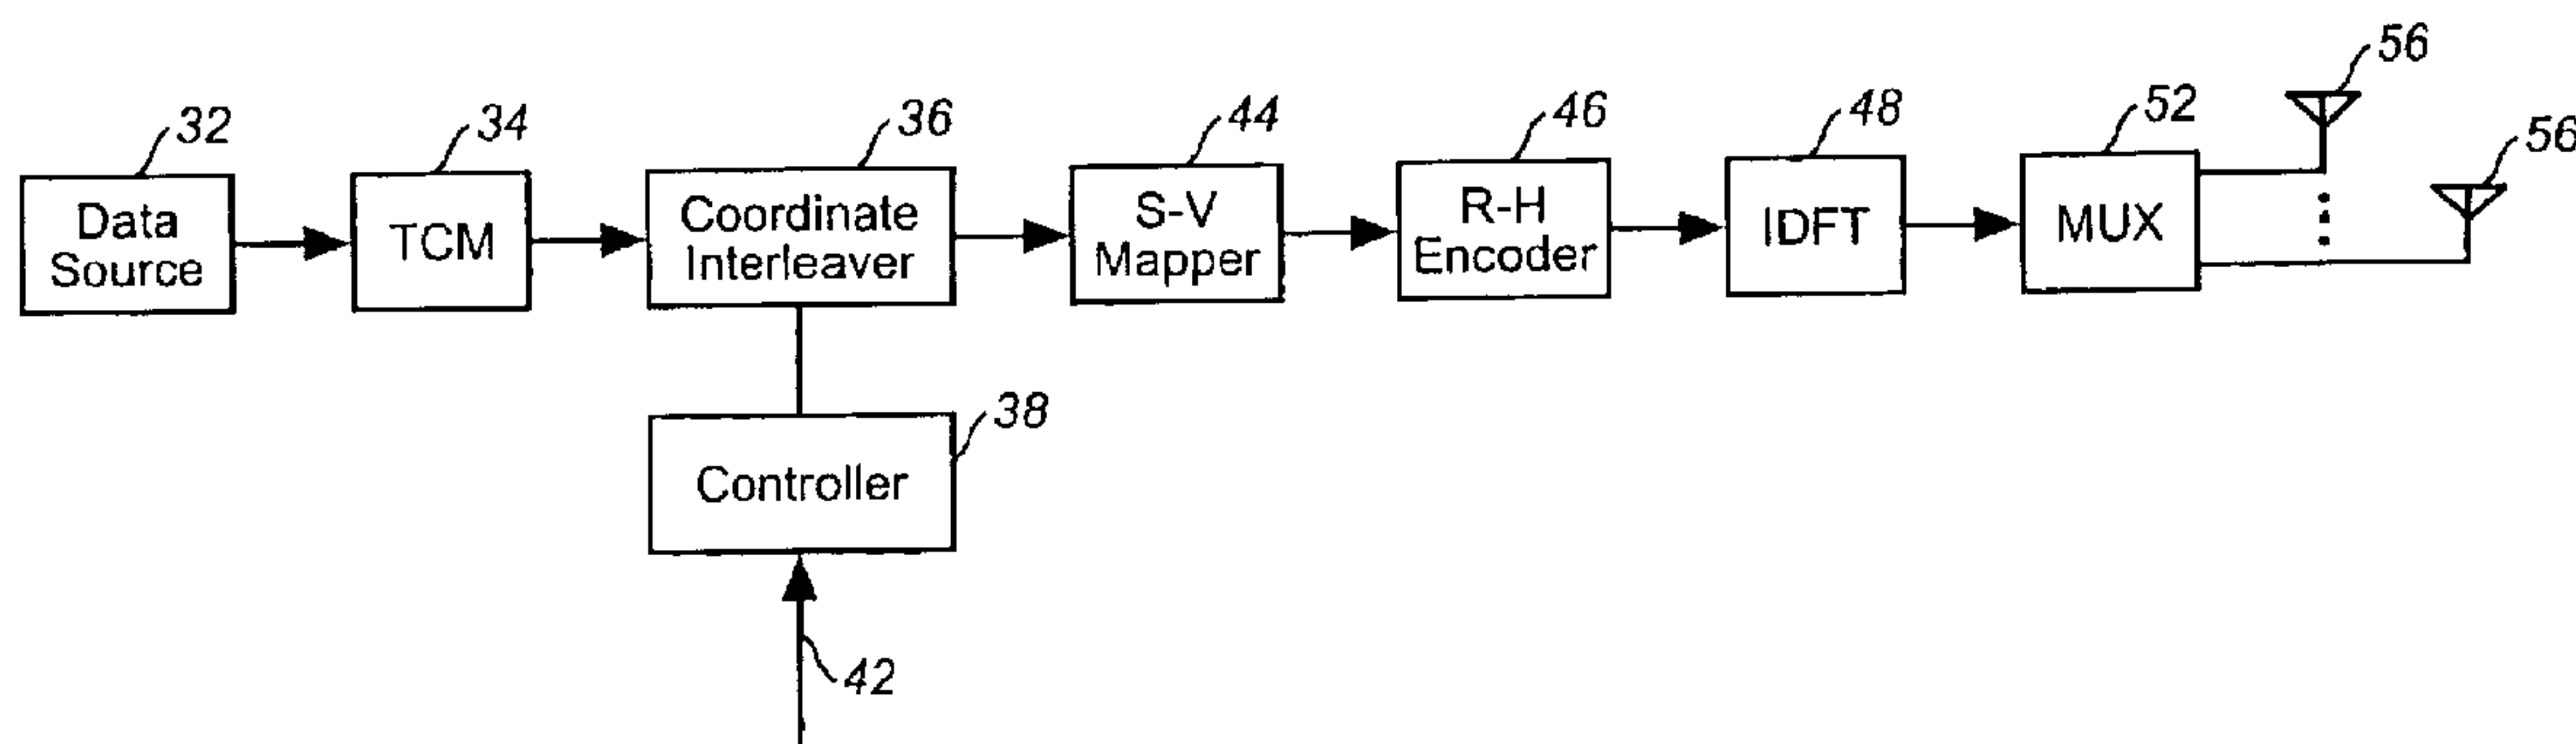 56
32
34
36
44
46
48
52
56
Data
Source
TCM
Coordinate
Interleaver
S-V
Mapper
R-H
Encoder
IDFT
MUX
38
Controller
42